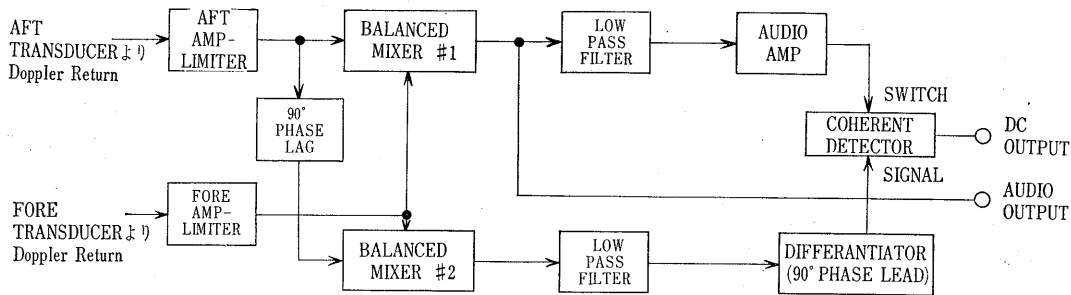 AFT
TRANSDUCERより
Doppler Return
AFT
AMP-
LIMITER
BALANCED
MIXER #1
LOW
PASS
FILTER
AUDIO
AMP
90°
PHASE
LAG
SWITCH
COHERENT
DETECTOR
DC
OUTPUT
SIGNAL
AUDIO
OUTPUT
FORE
TRANSDUCERより
Doppler Return
FORE
AMP-
LIMITER
BALANCED
MIXER #2
LOW
PASS
FILTER
DIFFERANTIATOR
(90°PHASE LEAD)